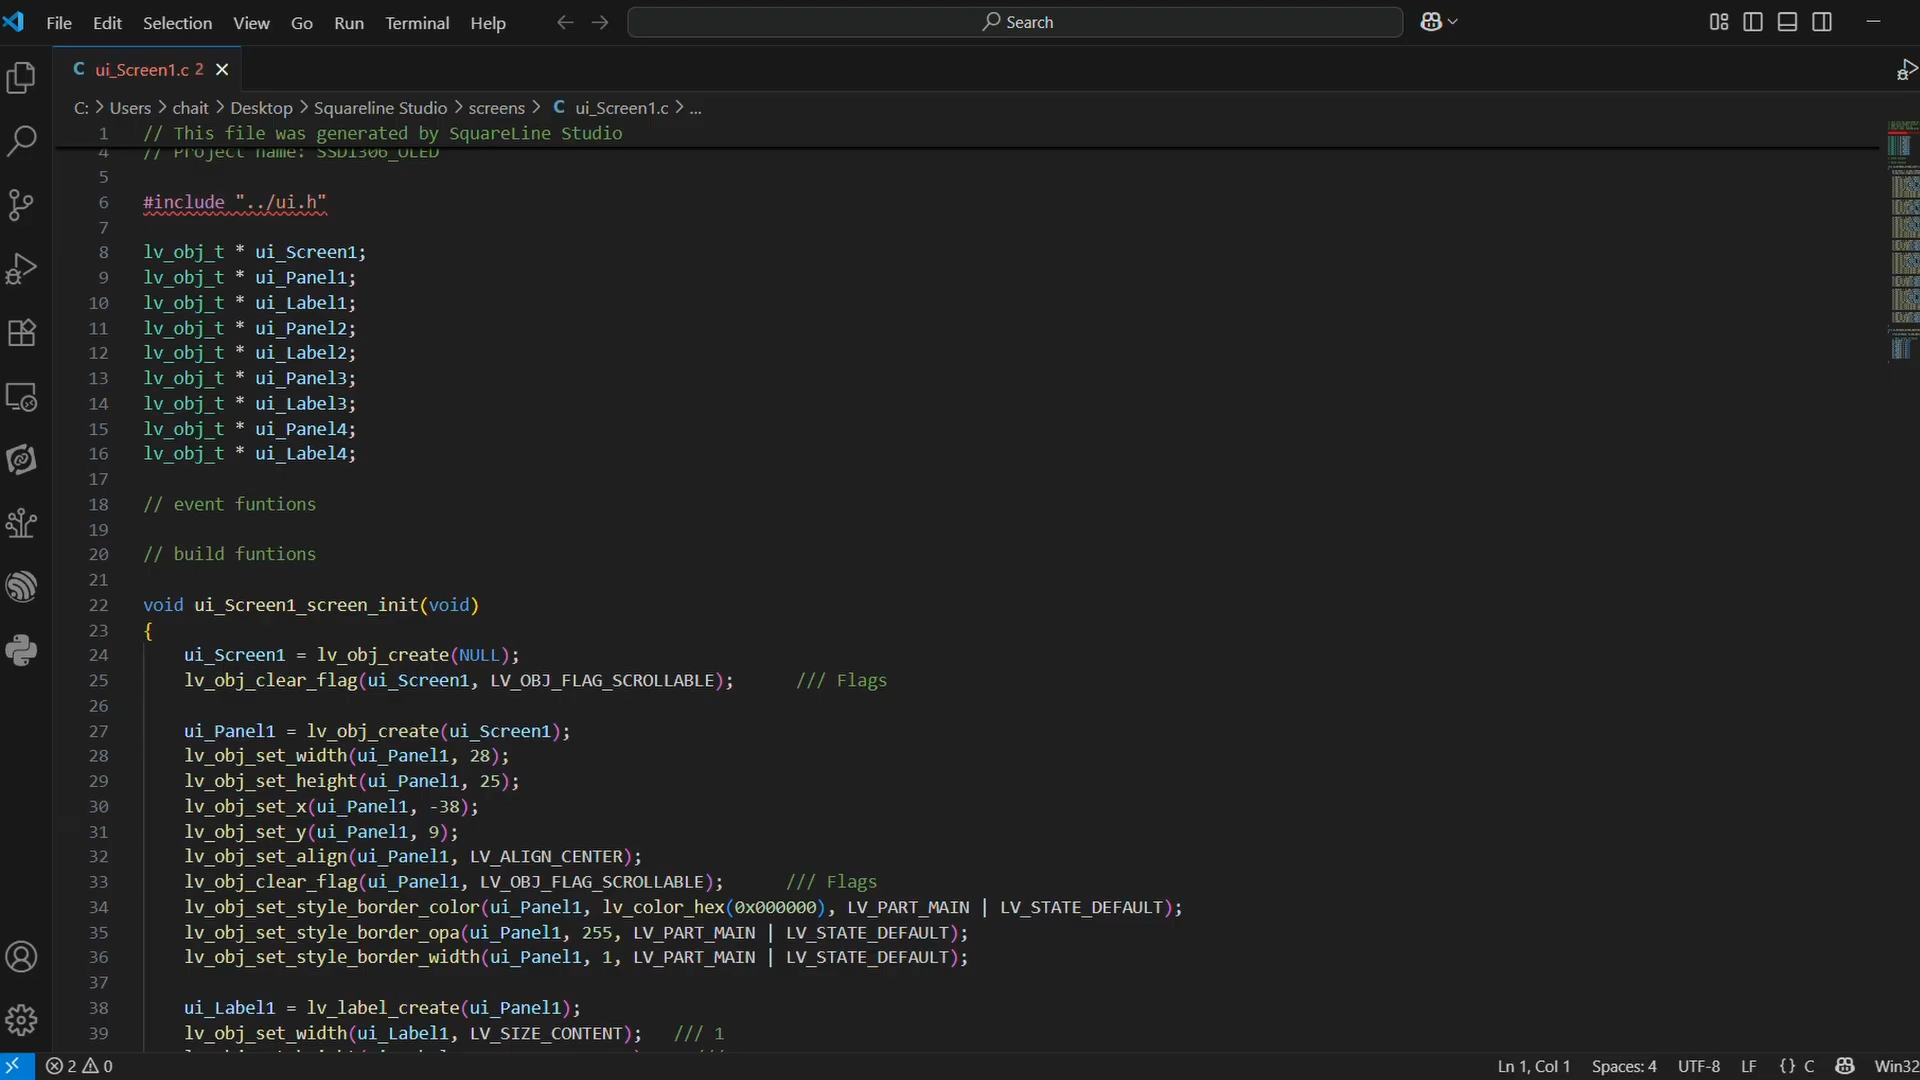 File Edit Selection View Go Run Terminal Help Search
ui_Screen1.c 2
C: > Users > chait > Desktop > Squareline Studio > screens > C ui_Screen1.c > ...
1 // This file was generated by SquareLine Studio
4 // Project name: SSD1306_OLED
5
6 #include "../ui.h"
7
8 lv_obj_t * ui_Screen1;
9 lv_obj_t * ui_Panel1;
10 lv_obj_t * ui_Label1;
11 lv_obj_t * ui_Panel2;
12 lv_obj_t * ui_Label2;
13 lv_obj_t * ui_Panel3;
14 lv_obj_t * ui_Label3;
15 lv_obj_t * ui_Panel4;
16 lv_obj_t * ui_Label4;
17
18 // event funtions
19
20 // build funtions
21
22 void ui_Screen1_screen_init(void)
23 {
24 ui_Screen1 = lv_obj_create(NULL);
25 lv_obj_clear_flag(ui_Screen1, LV_OBJ_FLAG_SCROLLABLE); /// Flags
26
27 ui_Panel1 = lv_obj_create(ui_Screen1);
28 lv_obj_set_width(ui_Panel1, 28);
29 lv_obj_set_height(ui_Panel1, 25);
30 lv_obj_set_x(ui_Panel1, -38);
31 lv_obj_set_y(ui_Panel1, 9);
32 lv_obj_set_align(ui_Panel1, LV_ALIGN_CENTER);
33 lv_obj_clear_flag(ui_Panel1, LV_OBJ_FLAG_SCROLLABLE); /// Flags
34 lv_obj_set_style_border_color(ui_Panel1, lv_color_hex(0x000000), LV_PART_MAIN | LV_STATE_DEFAULT);
35 lv_obj_set_style_border_opa(ui_Panel1, 255, LV_PART_MAIN | LV_STATE_DEFAULT);
36 lv_obj_set_style_border_width(ui_Panel1, 1, LV_PART_MAIN | LV_STATE_DEFAULT);
37
38 ui_Label1 = lv_label_create(ui_Panel1);
39 lv_obj_set_width(ui_Label1, LV_SIZE_CONTENT); /// 1
2 0 Ln 1, Col 1 Spaces: 4 UTF-8 LF {} C Win32